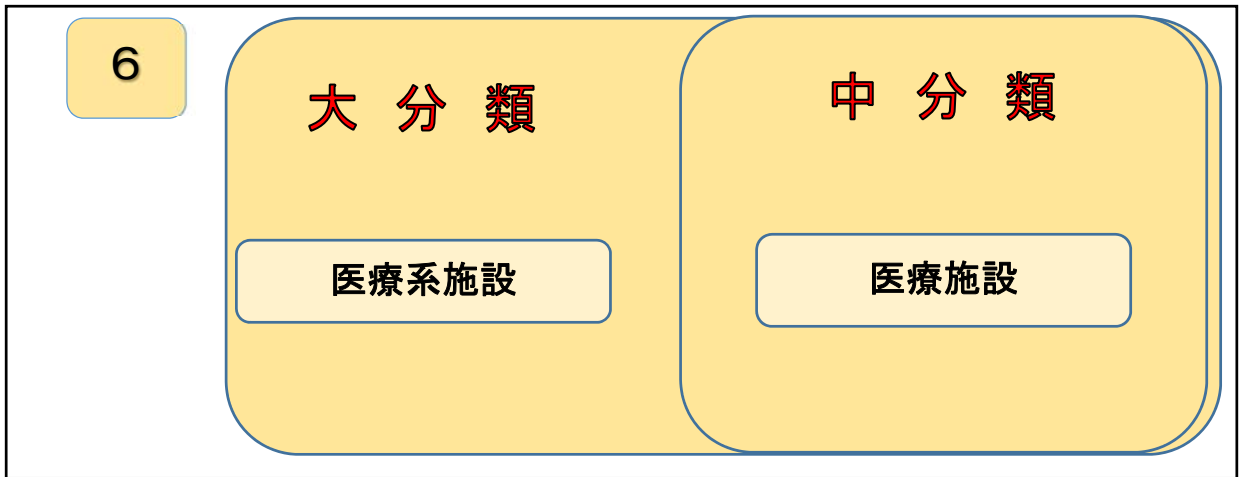 ６
大 分 類
中 分 類
医療系施設
医療施設